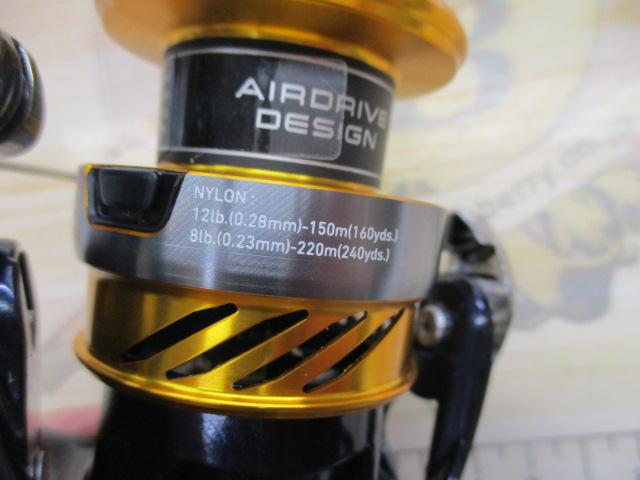 AIRDRIVE
DESIGN
NYLON :
12lb.(0.28mm)-150m(160yds.)
8lb.(0.23mm)-220m(240yds.)